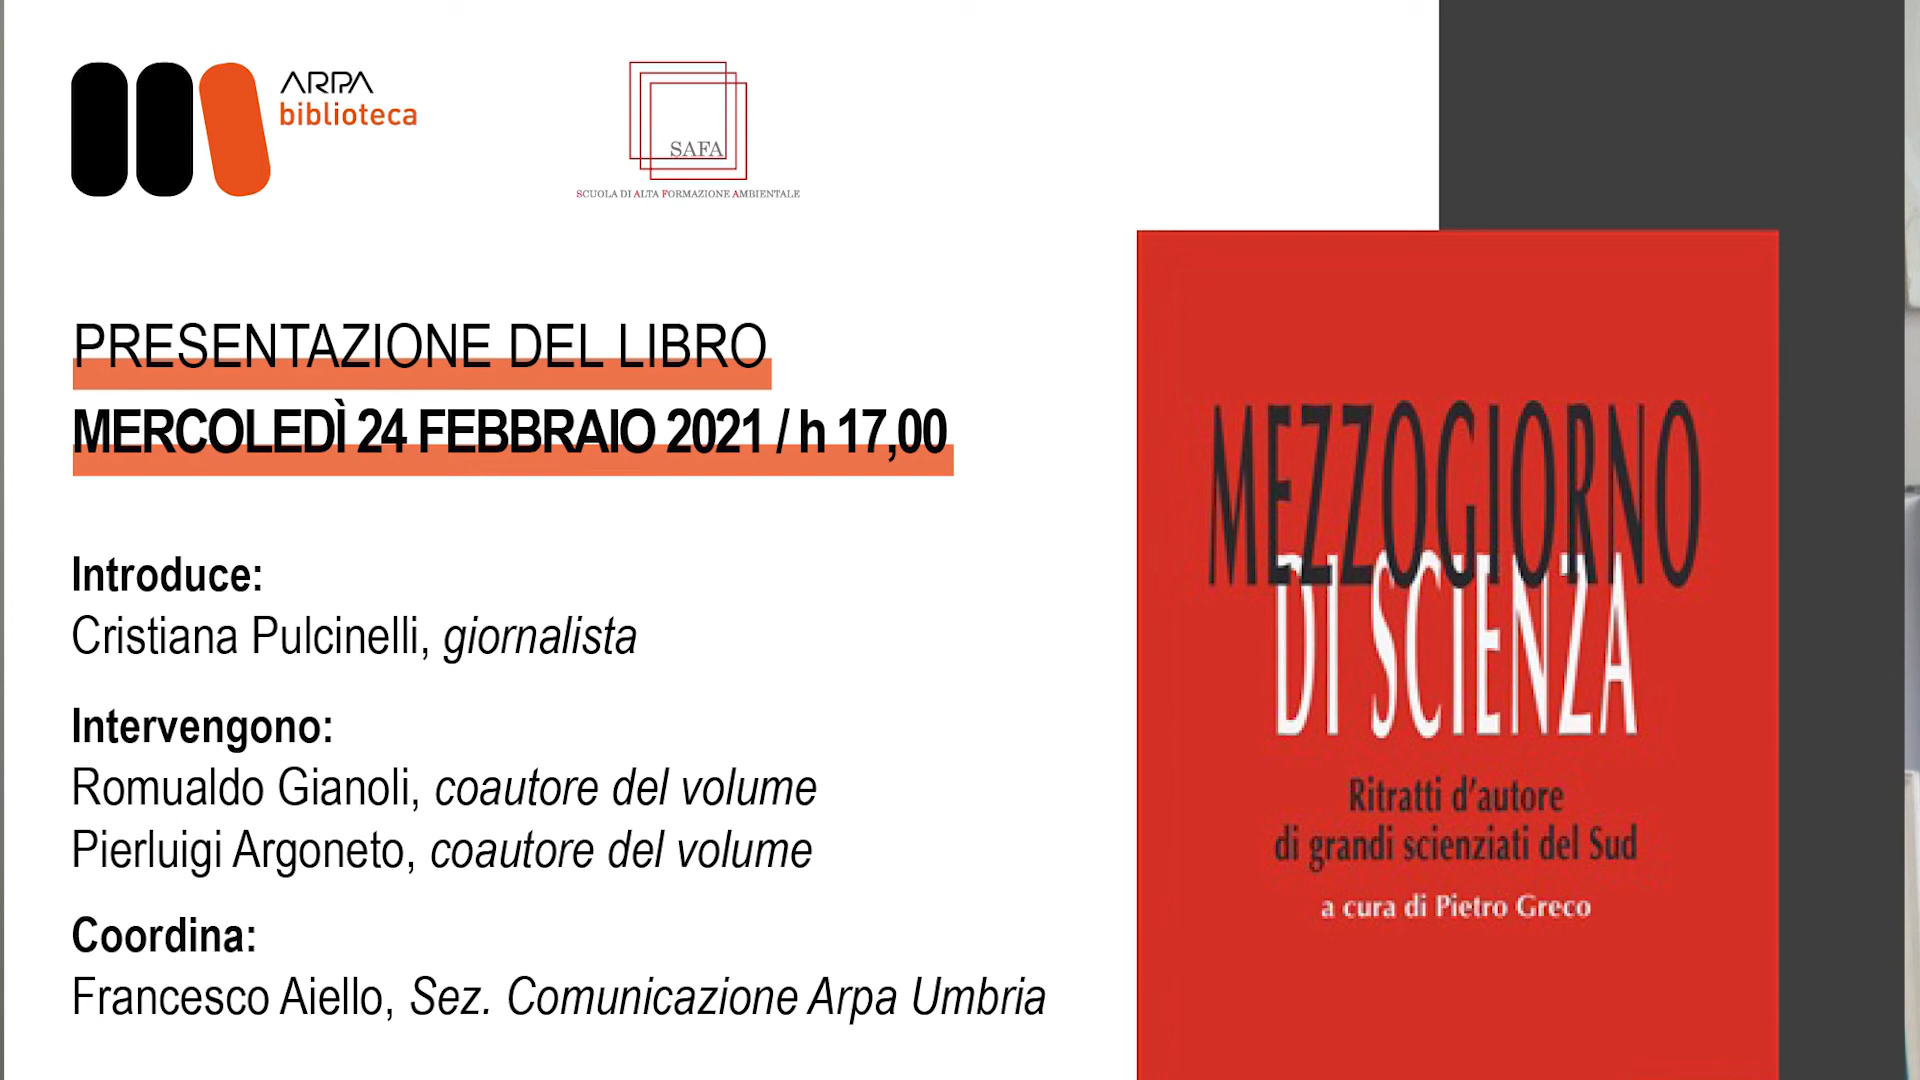 ARPA
biblioteca
SAFA
SCUOLA DI ALTA FORMAZIONE AMBIENTALE
PRESENTAZIONE DEL LIBRO
MERCOLEDÌ 24 FEBBRAIO 2021 / h 17,00
Introduce:
Cristiana Pulcinelli, giornalista
Intervengono:
Romualdo Gianoli, coautore del volume
Pierluigi Argoneto, coautore del volume
Coordina:
Francesco Aiello, Sez. Comunicazione Arpa Umbria
MEZZOGIORNO
DI SCIENZA
Ritratti d'autore
di grandi scienziati del Sud
a cura di Pietro Greco